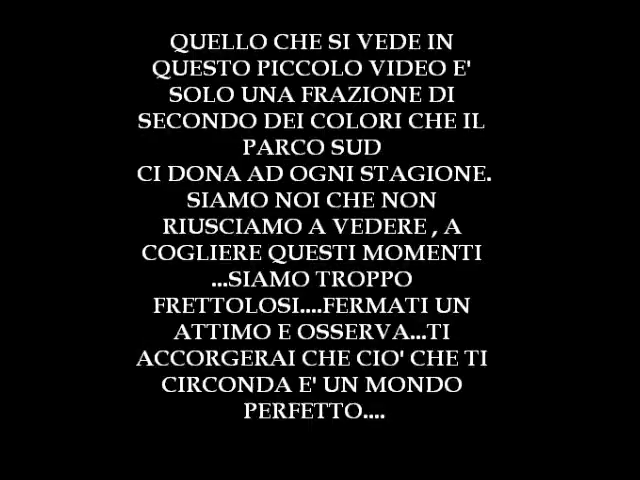 QUELLO CHE SI VEDE IN
QUESTO PICCOLO VIDEO E'
SOLO UNA FRAZIONE DI
SECONDO DEI COLORI CHE IL
PARCO SUD
CI DONA AD OGNI STAGIONE.
SIAMO NOI CHE NON
RIUSCIAMO A VEDERE , A
COGLIERE QUESTI MOMENTI
...SIAMO TROPPO
FRETTOLOSI....FERMATI UN
ATTIMO E OSSERVA...TI
ACCORGERAI CHE CIO' CHE TI
CIRCONDA E' UN MONDO
PERFETTO....